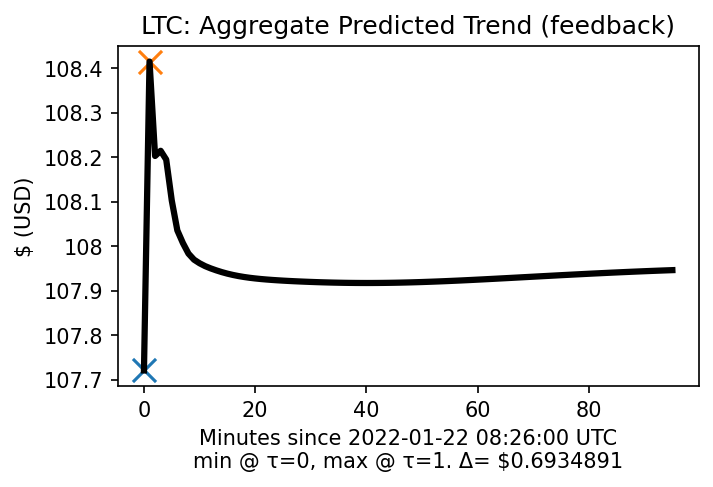 LTC: Aggregate Predicted Trend (feedback)
$ (USD)
108.4
108.3
108.2
108.1
108
107.9
107.8
107.7
0 20 40 60 80
Minutes since 2022-01-22 08:26:00 UTC
min @ τ=0, max @ τ=1. Δ= $0.6934891